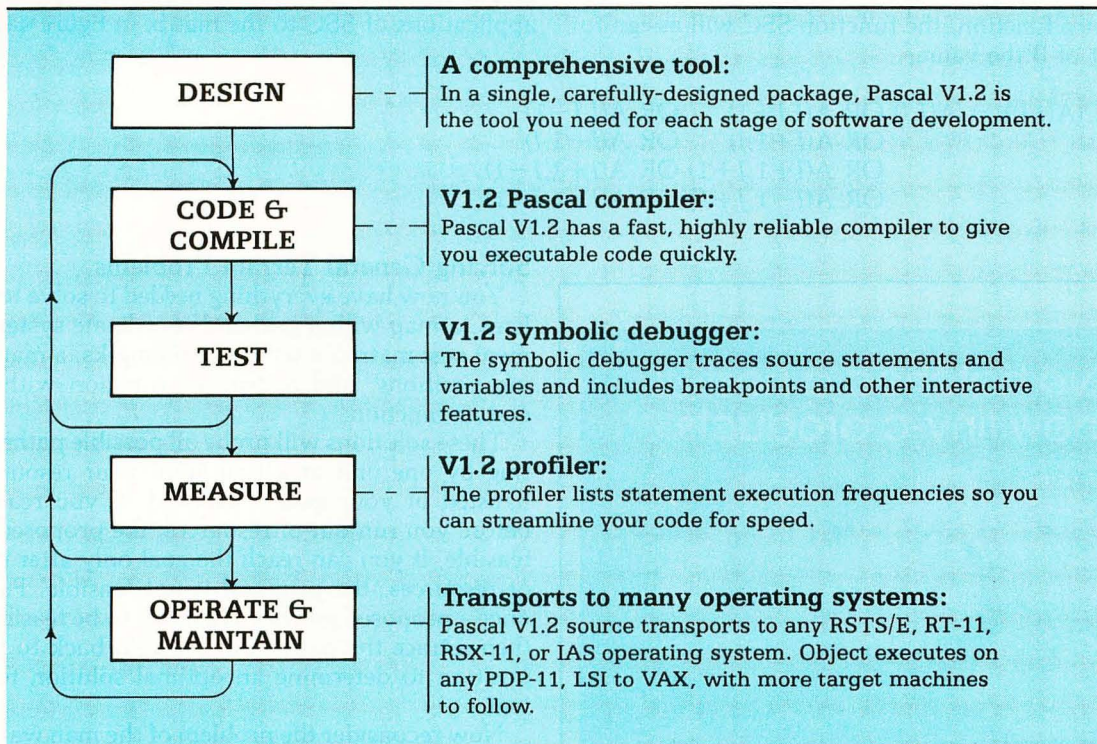 DESIGN
A comprehensive tool:
In a single, carefully-designed package, Pascal V1.2 is
the tool you need for each stage of software development.
CODE &
COMPILE
V1.2 Pascal compiler:
Pascal V1.2 has a fast, highly reliable compiler to give
you executable code quickly.
TEST
V1.2 symbolic debugger:
The symbolic debugger traces source statements and
variables and includes breakpoints and other interactive
features.
MEASURE
V1.2 profiler:
The profiler lists statement execution frequencies so you
can streamline your code for speed.
OPERATE &
MAINTAIN
Transports to many operating systems:
Pascal V1.2 source transports to any RSTS/E, RT-11,
RSX-11, or IAS operating system. Object executes on
any PDP-11, LSI to VAX, with more target machines
to follow.